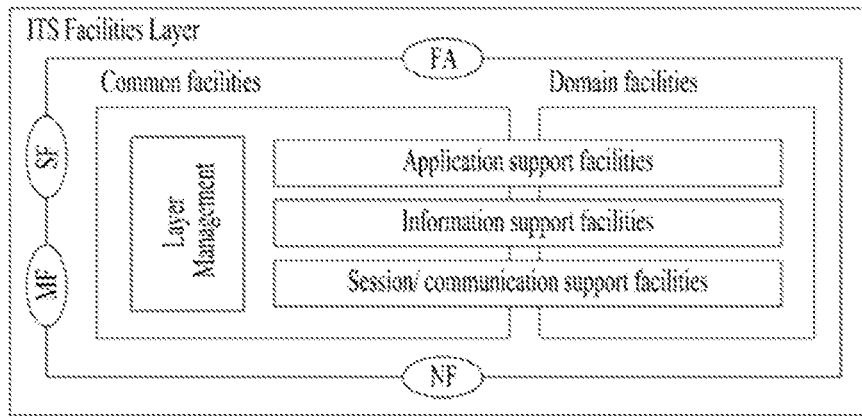 ITS Facilities Layer
FA
Common facilities
Domain facilities
SF
MF
Layer
Management
Application support facilities
Information support facilities
Session/ communication support facilities
NF